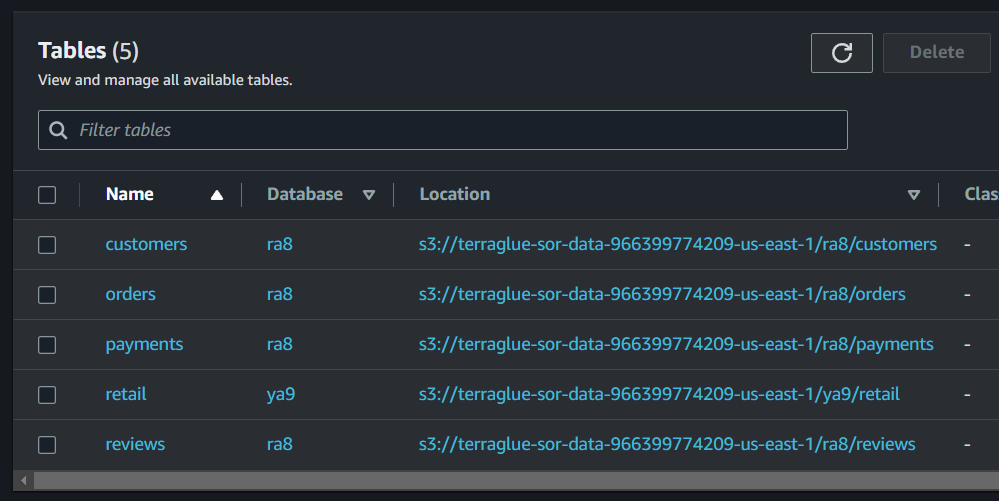 Tables (5)
Delete
View and manage all available tables.
Filter tables
Name Database Location Clas
customers ra8 s3://terraglue-sor-data-966399774209-us-east-1/ra8/customers -
orders ra8 s3://terraglue-sor-data-966399774209-us-east-1/ra8/orders -
payments ra8 s3://terraglue-sor-data-966399774209-us-east-1/ra8/payments -
retail ya9 s3://terraglue-sor-data-966399774209-us-east-1/ya9/retail -
reviews ra8 s3://terraglue-sor-data-966399774209-us-east-1/ra8/reviews -